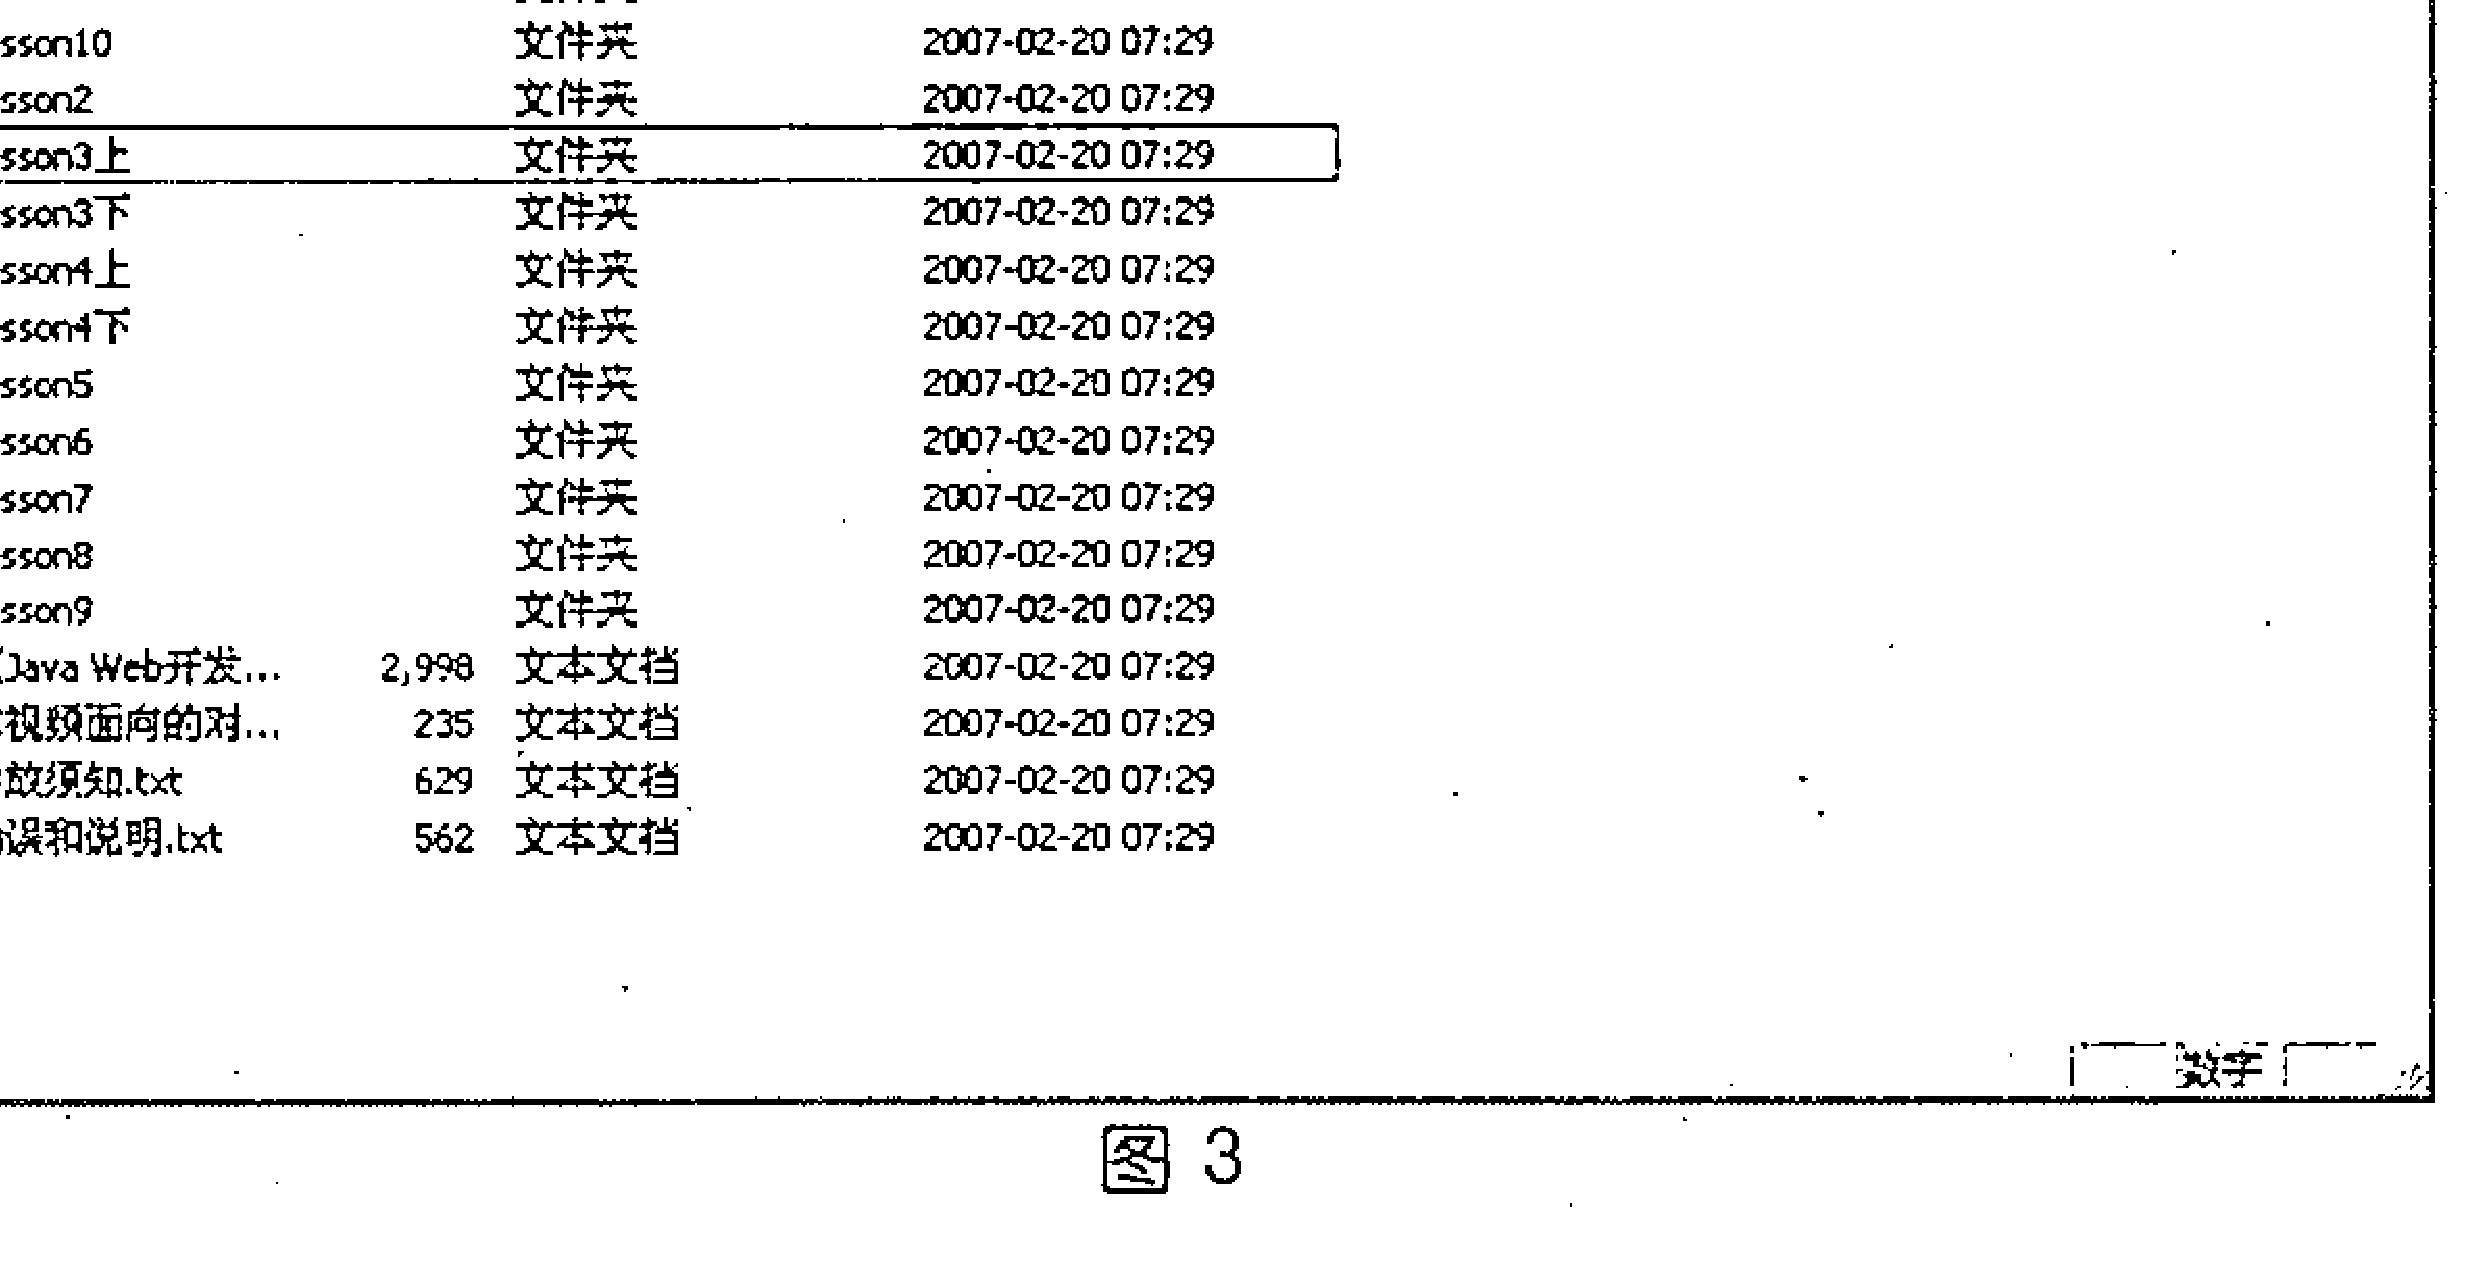 sson10 文件夹 2007-02-20 07:29
sson2 文件夹 2007-02-20 07:29
sson3上 文件夹 2007-02-20 07:29
sson3下 文件夹 2007-02-20 07:29
sson4上 文件夹 2007-02-20 07:29
sson4下 文件夹 2007-02-20 07:29
sson5 文件夹 2007-02-20 07:29
sson6 文件夹 2007-02-20 07:29
sson7 文件夹 2007-02-20 07:29
sson8 文件夹 2007-02-20 07:29
sson9 文件夹 2007-02-20 07:29
Java Web开发... 2,998 文本文档 2007-02-20 07:29
视频面向的对... 235 文本文档 2007-02-20 07:29
放须知.txt 629 文本文档 2007-02-20 07:29
误和说明.txt 562 文本文档 2007-02-20 07:29
数字
图 3